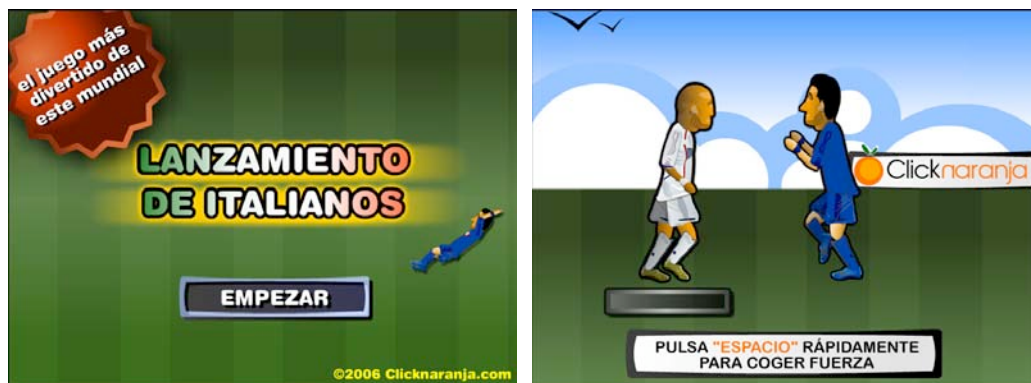 el juego más
divertido de
este mundial
LANZAMIENTO
DE ITALIANOS
EMPEZAR
©2006 Clicknaranja.com
Clicknaranja
PULSA "ESPACIO" RÁPIDAMENTE
PARA COGER FUERZA